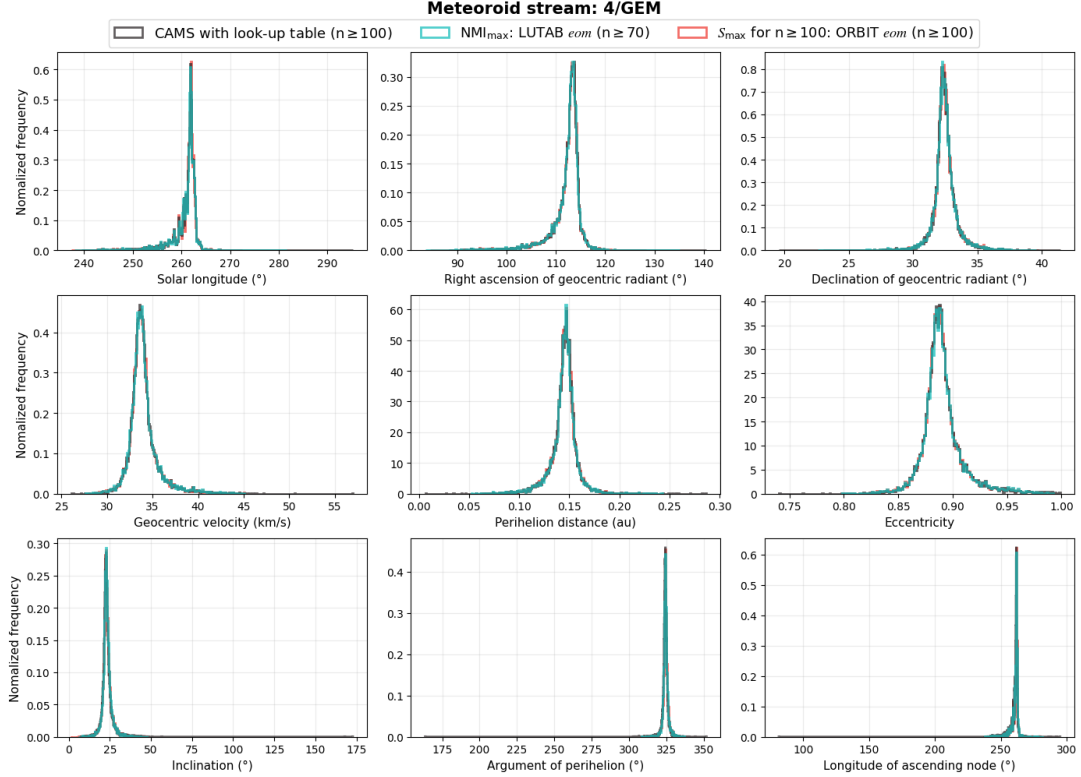 Meteoroid stream: 4/GEM
CAMS with look-up table (n ≥ 100) NMImax: LUTAB eom (n ≥ 70) Smax for n ≥ 100: ORBIT eom (n ≥ 100)
Nomalized frequency
0.6
0.5
0.4
0.3
0.2
0.1
0.0
240 250 260 270 280 290
Solar longitude (°)
0.30
0.25
0.20
0.15
0.10
0.05
0.00
90 100 110 120 130 140
Right ascension of geocentric radiant (°)
0.8
0.7
0.6
0.5
0.4
0.3
0.2
0.1
0.0
20 25 30 35 40
Declination of geocentric radiant (°)
Nomalized frequency
0.4
0.3
0.2
0.1
0.0
25 30 35 40 45 50 55
Geocentric velocity (km/s)
60
50
40
30
20
10
0
0.00 0.05 0.10 0.15 0.20 0.25 0.30
Perihelion distance (au)
40
35
30
25
20
15
10
5
0
0.75 0.80 0.85 0.90 0.95 1.00
Eccentricity
Nomalized frequency
0.30
0.25
0.20
0.15
0.10
0.05
0.00
0 25 50 75 100 125 150 175
Inclination (°)
0.4
0.3
0.2
0.1
0.0
175 200 225 250 275 300 325 350
Argument of perihelion (°)
0.6
0.5
0.4
0.3
0.2
0.1
0.0
100 150 200 250 300
Longitude of ascending node (°)